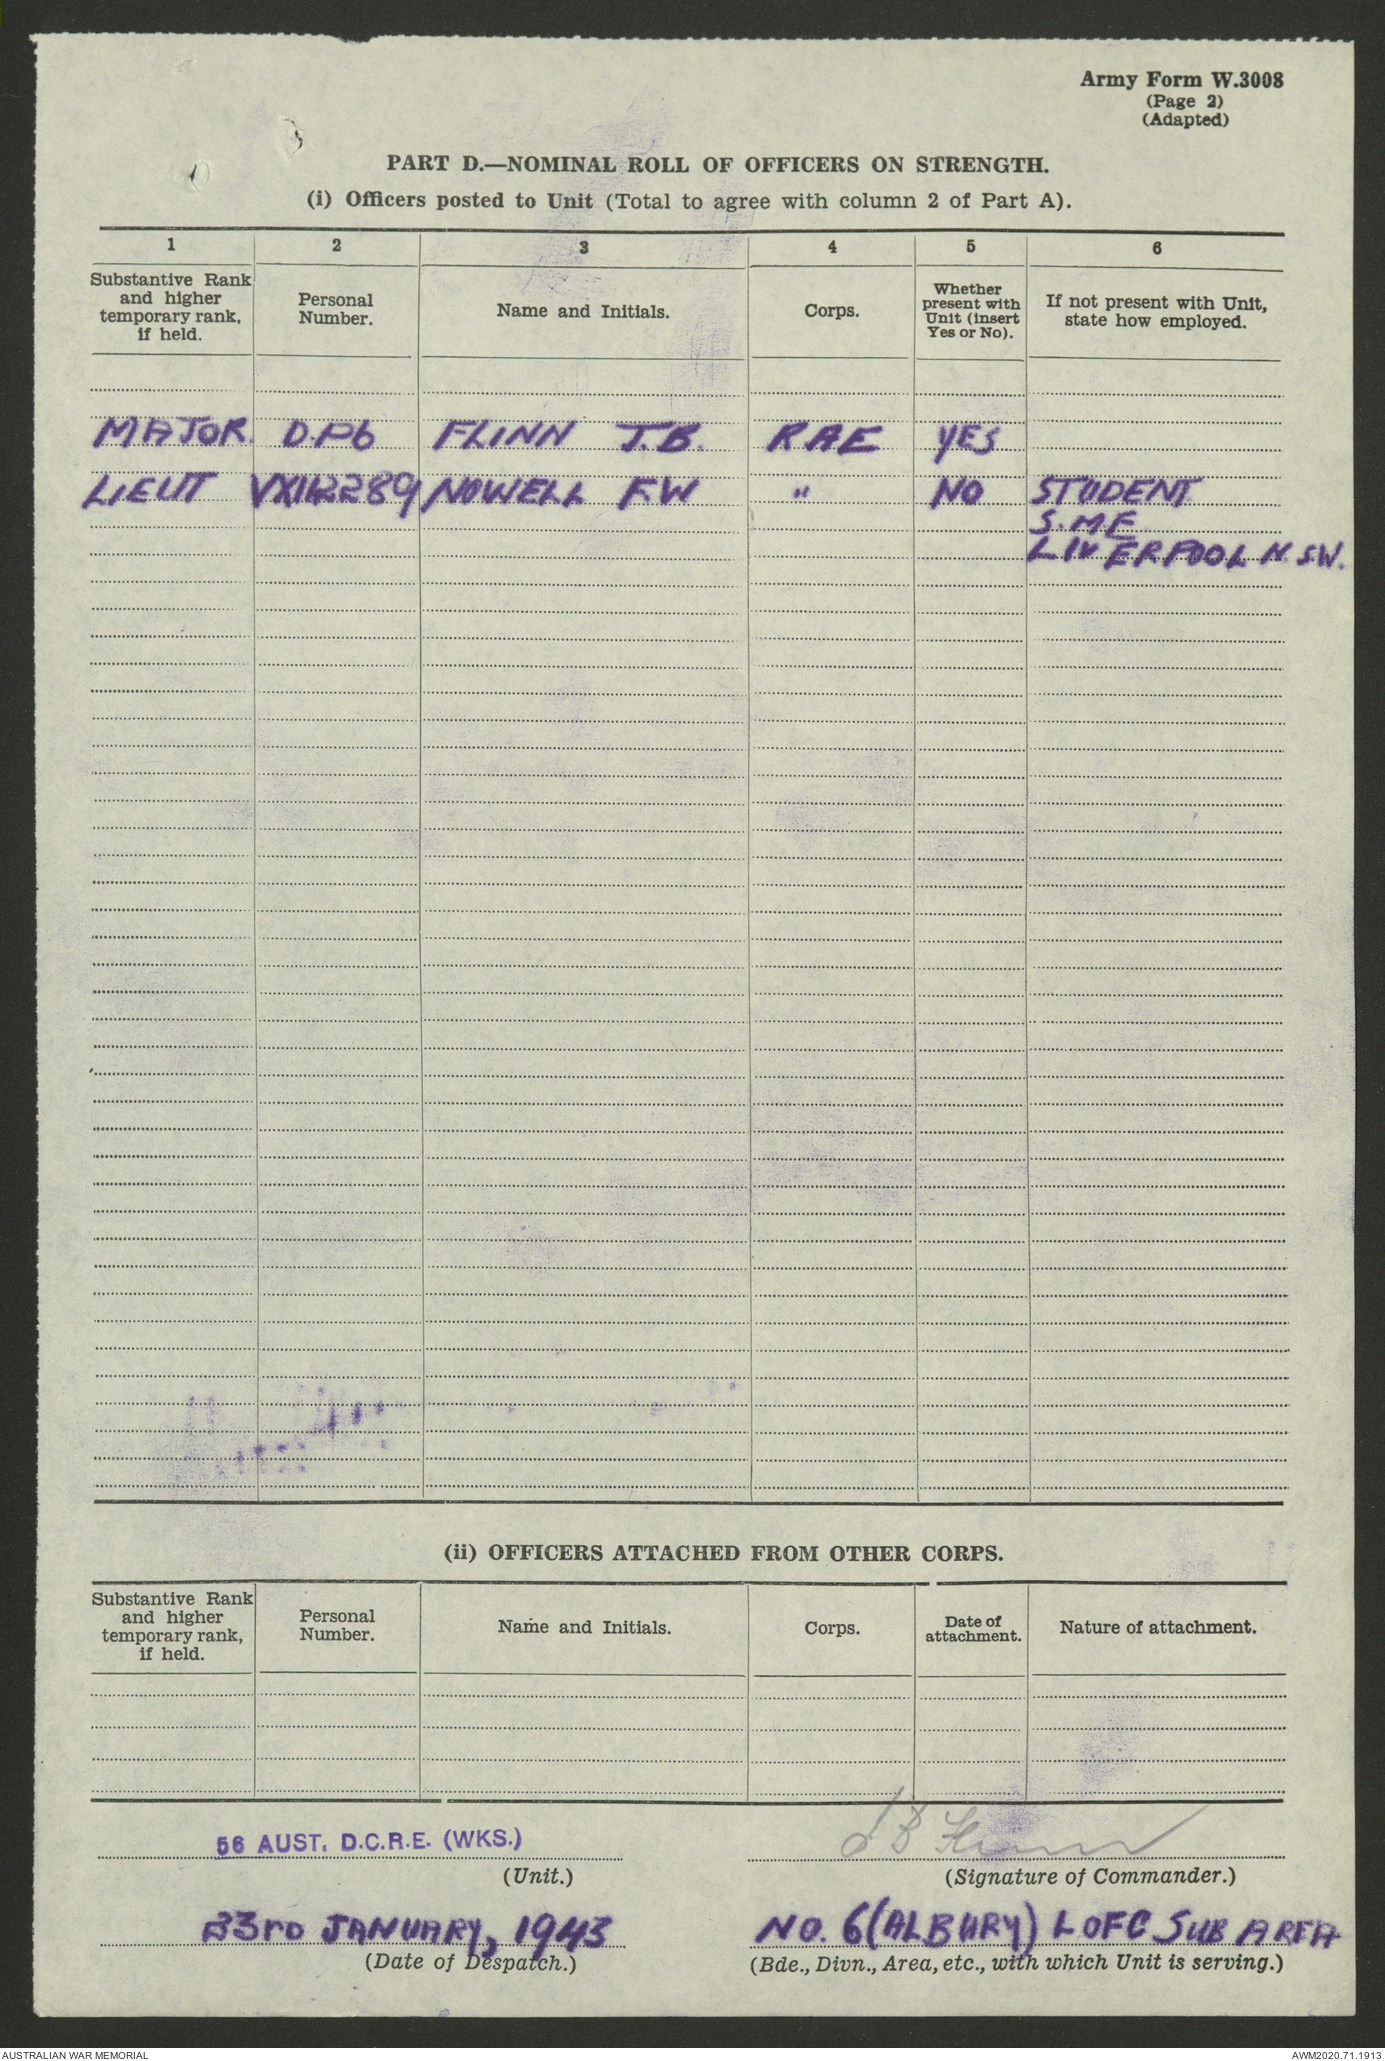 Army Form W.3008
(Page 2)
(Adapted)
PART D.—NOMINAL ROLL OF OFFICERS ON STRENGTH.
(i) Officers posted to Unit (Total to agree with column 2 of Part A).
1 2 3 4 5 6
Substantive Rank and higher temporary rank, if held.
Personal Number.
Name and Initials.
Corps.
Whether present with Unit (insert Yes or No).
If not present with Unit, state how employed.
MAJOR. D.P6 FLINN J.B. RAE YES
LIEUT VX112289 NOWELL F.W " NO STUDENT
S.M.E
LIVERPOOL N.S.W.
(ii) OFFICERS ATTACHED FROM OTHER CORPS.
Substantive Rank and higher temporary rank, if held.
Personal Number.
Name and Initials.
Corps.
Date of attachment.
Nature of attachment.
56 AUST. D.C.R.E. (WKS.)
J B Flinn
(Unit.)
(Signature of Commander.)
23rd JANUARY, 1943
NO. 6 (ALBURY) L OF C SUB AREA
(Date of Despatch.)
(Bde., Divn., Area, etc., with which Unit is serving.)
AUSTRALIAN WAR MEMORIAL
AWM2020.71.1913